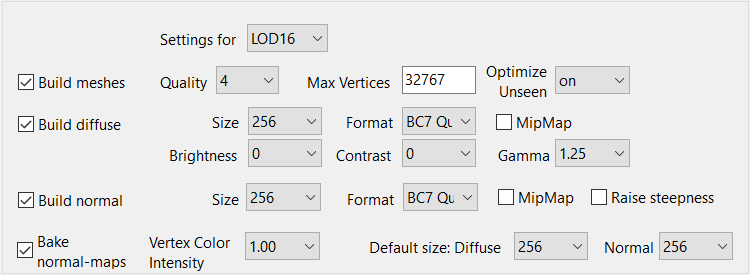 Settings for LOD16
Build meshes Quality 4 Max Vertices 32767 Optimize Unseen on
Build diffuse Size 256 Format BC7 Qu MipMap
Brightness 0 Contrast 0 Gamma 1.25
Build normal Size 256 Format BC7 Qu MipMap Raise steepness
Bake normal-maps Vertex Color Intensity 1.00 Default size: Diffuse 256 Normal 256